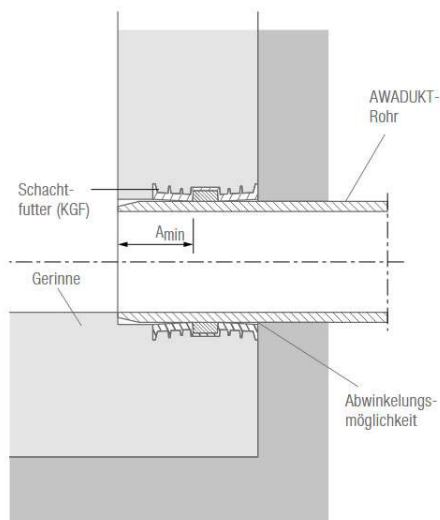 AWADUKT-
Rohr
Schacht-
futter (KGF)
Amin
Gerinne
Abwinkelungs-
möglichkeit